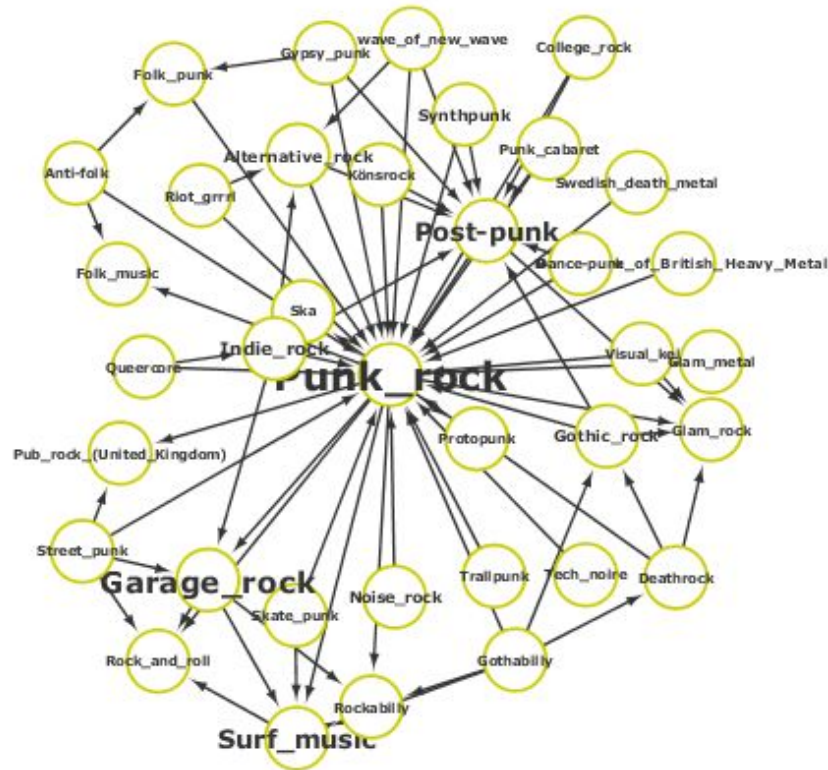 wave_of_new_wave
Gypsy_punk
College_rock
Folk_punk
Synthpunk
Alternative_rock
Punk_cabaret
Anti-folk
Könsrock
Swedish_death_metal
Riot_grrrl
Post-punk
Folk_music
Dance-punk
_of_British_Heavy_Metal
Ska
Indie_rock
Visual_kei
Glam_metal
Queercore
Punk_rock
Glam_rock
Gothic_rock
Protopunk
Pub_rock_(United_Kingdom)
Street_punk
Garage_rock
Noise_rock
Trallpunk
Tech_noire
Deathrock
Skate_punk
Rock_and_roll
Gothabilly
Rockabilly
Surf_music